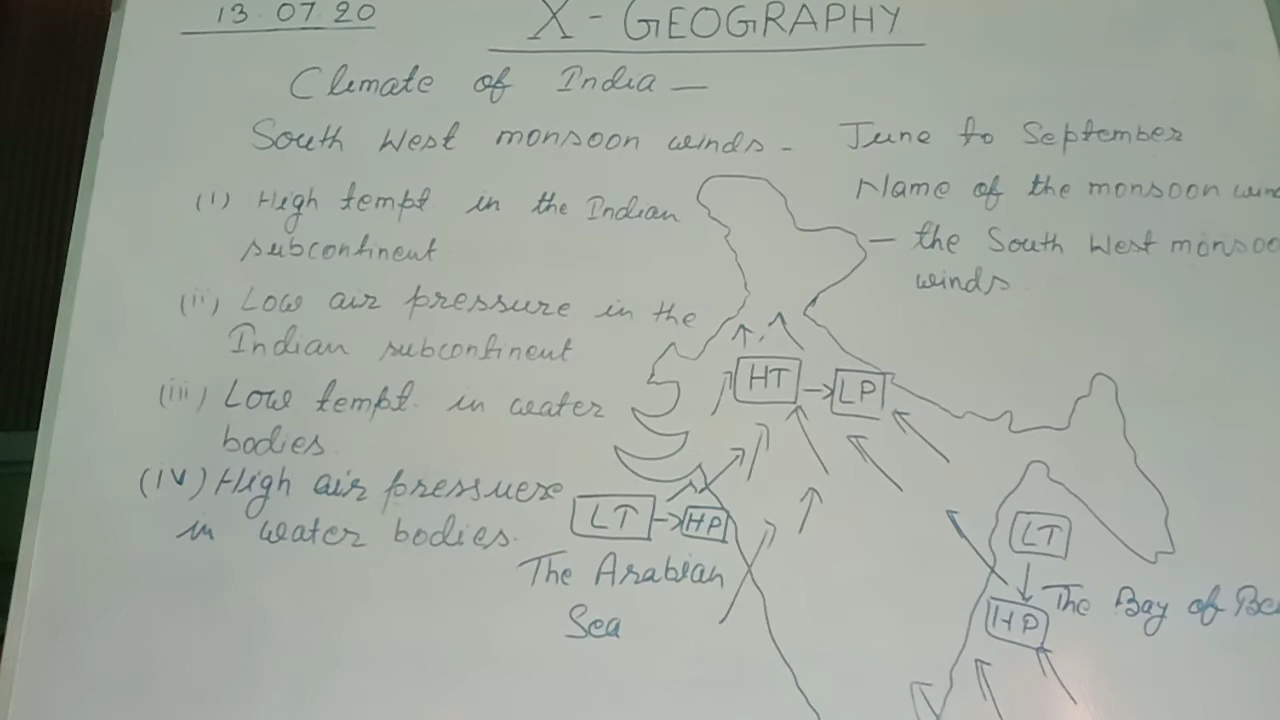 13.07.20
X - GEOGRAPHY
Climate of India —
South West monsoon winds - June to September
Name of the monsoon
— the South West
winds.
(i) High tempt in the Indian
subcontinent
(ii) Low air pressure in the
Indian subcontinent
(iii) Low tempt. in water
bodies.
(iv) High air pressure
in water bodies.
HT → LP
LT → HP
The Arabian
Sea
LT
HP
The Bay of